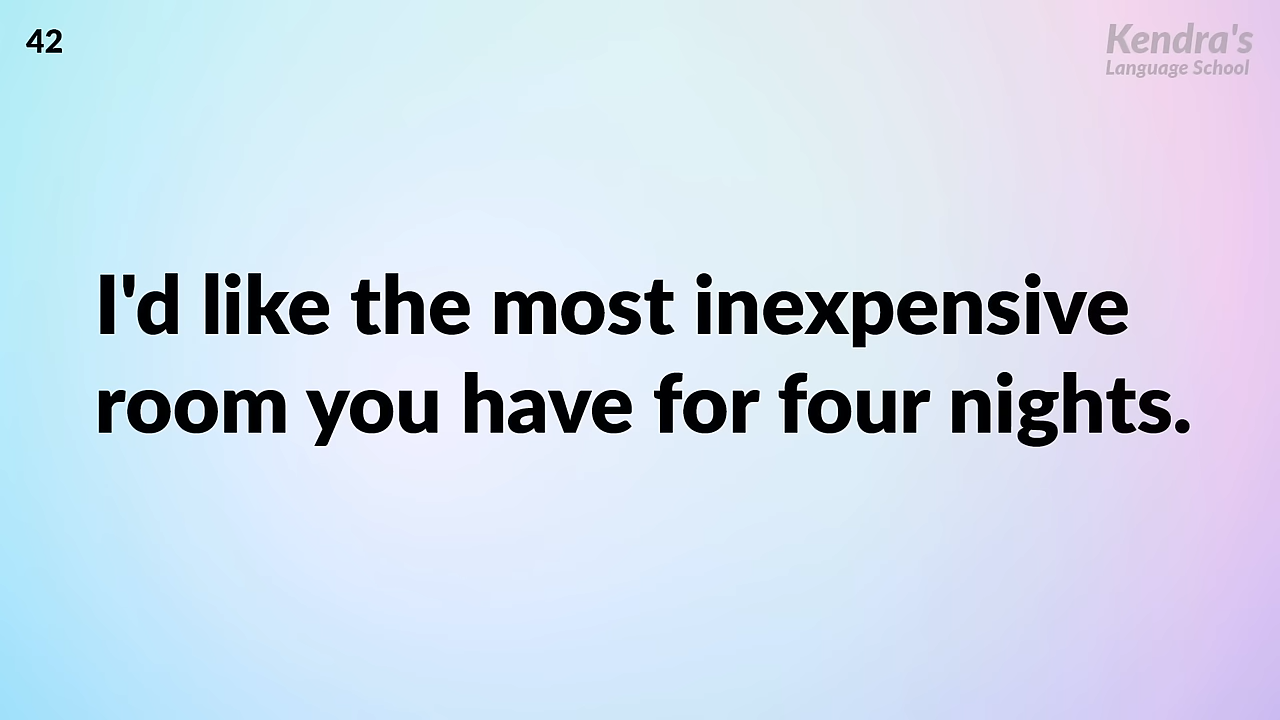 42
Kendra's
Language School
I'd like the most inexpensive
room you have for four nights.